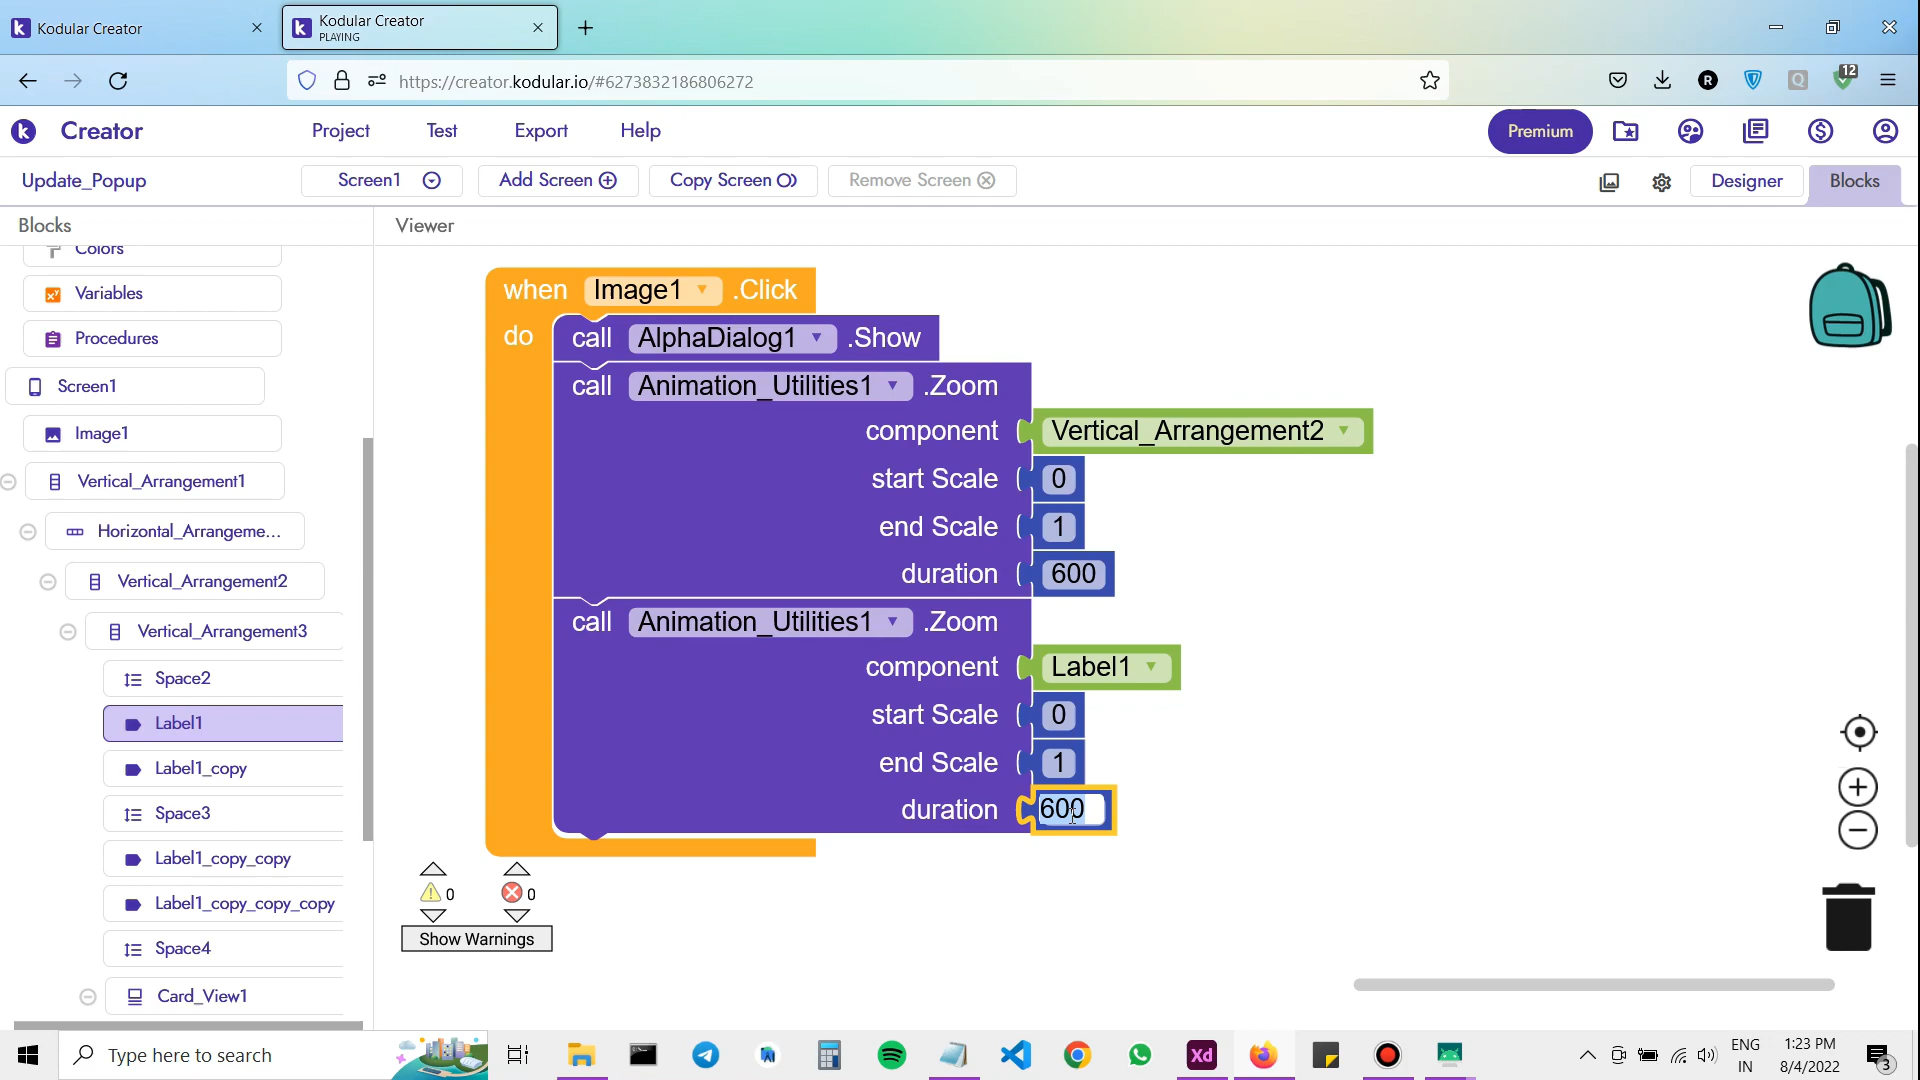 Kodular Creator
Kodular Creator
PLAYING
https://creator.kodular.io/#6273832186806272
12
Creator
Project
Test
Export
Help
Premium
Update_Popup
Screen1
Add Screen
Copy Screen
Remove Screen
Designer
Blocks
Blocks
Viewer
Colors
Variables
Procedures
Screen1
Image1
Vertical_Arrangement1
Horizontal_Arrangeme...
Vertical_Arrangement2
Vertical_Arrangement3
Space2
Label1
Label1_copy
Space3
Label1_copy_copy
Label1_copy_copy_copy
Space4
Card_View1
when Image1 .Click
do call AlphaDialog1 .Show
call Animation_Utilities1 .Zoom
component Vertical_Arrangement2
start Scale 0
end Scale 1
duration 600
call Animation_Utilities1 .Zoom
component Label1
start Scale 0
end Scale 1
duration 600
0 0
Show Warnings
Type here to search
Xd
ENG
IN
1:23 PM
8/4/2022
3